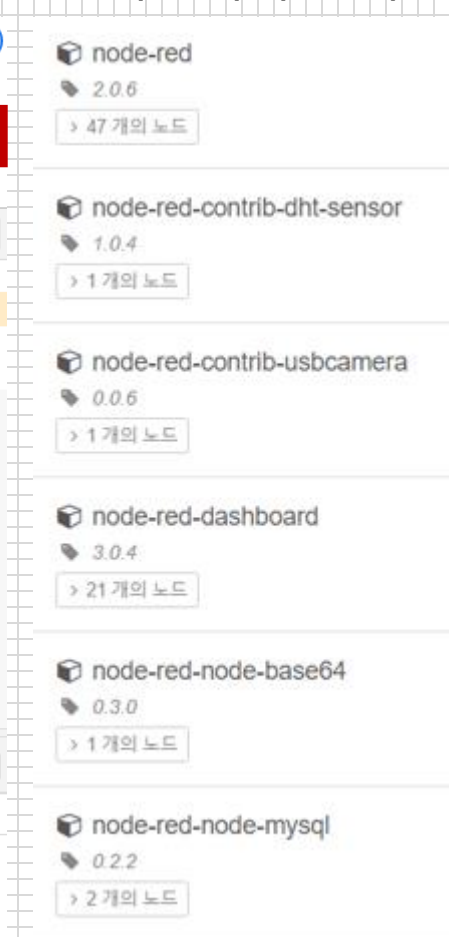 node-red
2.0.6
> 47 개의 노드
node-red-contrib-dht-sensor
1.0.4
> 1 개의 노드
node-red-contrib-usbcamera
0.0.6
> 1 개의 노드
node-red-dashboard
3.0.4
> 21 개의 노드
node-red-node-base64
0.3.0
> 1 개의 노드
node-red-node-mysql
0.2.2
> 2 개의 노드